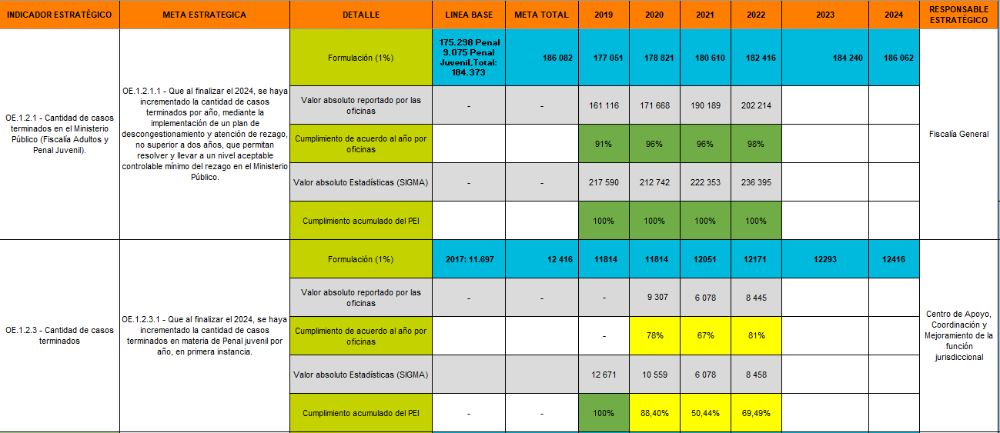 INDICADOR ESTRATÉGICO META ESTRATEGICA DETALLE LINEA BASE META TOTAL 2019 2020 2021 2022 2023 2024 RESPONSABLE
ESTRATÉGICO
OE.1.2.1 - Cantidad de casos
terminados en el Ministerio
Público (Fiscalía Adultos y
Penal Juvenil).
OE.1.2.1.1 - Que al finalizar el 2024, se haya
incrementado la cantidad de casos
terminados por año, mediante la
implementación de un plan de
descongestionamiento y atención de rezago,
no superior a dos años, que permitan
resolver y llevar a un nivel aceptable
controlable mínimo del rezago en el Ministerio
Público.
Formulación (1%)
175.298 Penal
9.075 Penal
Juvenil,Total:
184.373
186 082 177 051 178 821 180 610 182 416 184 240 186 062
Valor absoluto reportado por las
oficinas
- - 161 116 171 668 190 189 202 214
Cumplimiento de acuerdo al año por
oficinas
91% 96% 96% 98%
Valor absoluto Estadísticas (SIGMA) - - 217 590 212 742 222 353 236 395
Cumplimiento acumulado del PEI 100% 100% 100% 100%
Fiscalía General
OE.1.2.3 - Cantidad de casos
terminados
OE.1.2.3.1 - Que al finalizar el 2024, se haya
incrementado la cantidad de casos
terminados en materia de Penal juvenil por
año, en primera instancia.
Formulación (1%) 2017: 11.697 12 416 11814 11814 12051 12171 12293 12416
Valor absoluto reportado por las
oficinas
- - - 9 307 6 078 8 445
Cumplimiento de acuerdo al año por
oficinas
- 78% 67% 81%
Valor absoluto Estadísticas (SIGMA) 12 671 10 559 6 078 8 458
Cumplimiento acumulado del PEI - - 100% 88,40% 50,44% 69,49%
Centro de Apoyo,
Coordinación y
Mejoramiento de la
función
jurisdiccional